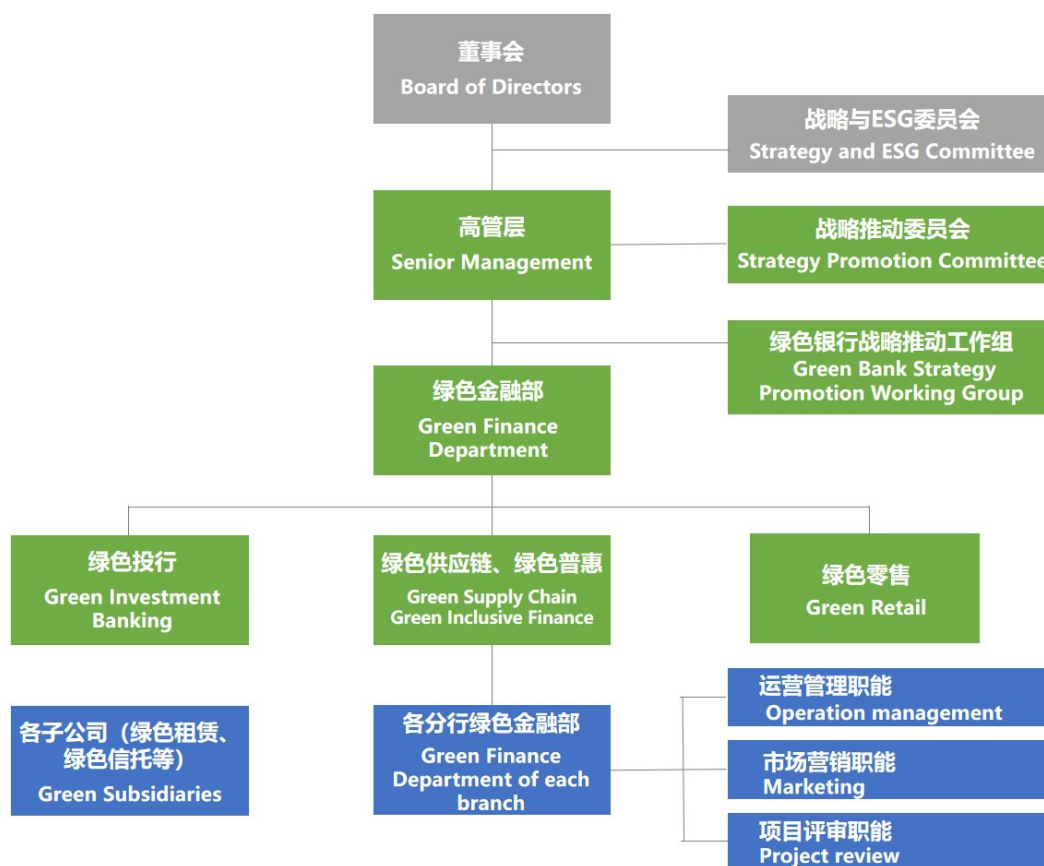 董事会
Board of Directors
战略与ESG委员会
Strategy and ESG Committee
高管层
Senior Management
战略推动委员会
Strategy Promotion Committee
绿色银行战略推动工作组
Green Bank Strategy
Promotion Working Group
绿色金融部
Green Finance
Department
绿色投行
Green Investment
Banking
绿色供应链、绿色普惠
Green Supply Chain
Green Inclusive Finance
绿色零售
Green Retail
各子公司（绿色租赁、
绿色信托等）
Green Subsidiaries
各分行绿色金融部
Green Finance
Department of each
branch
运营管理职能
Operation management
市场营销职能
Marketing
项目评审职能
Project review